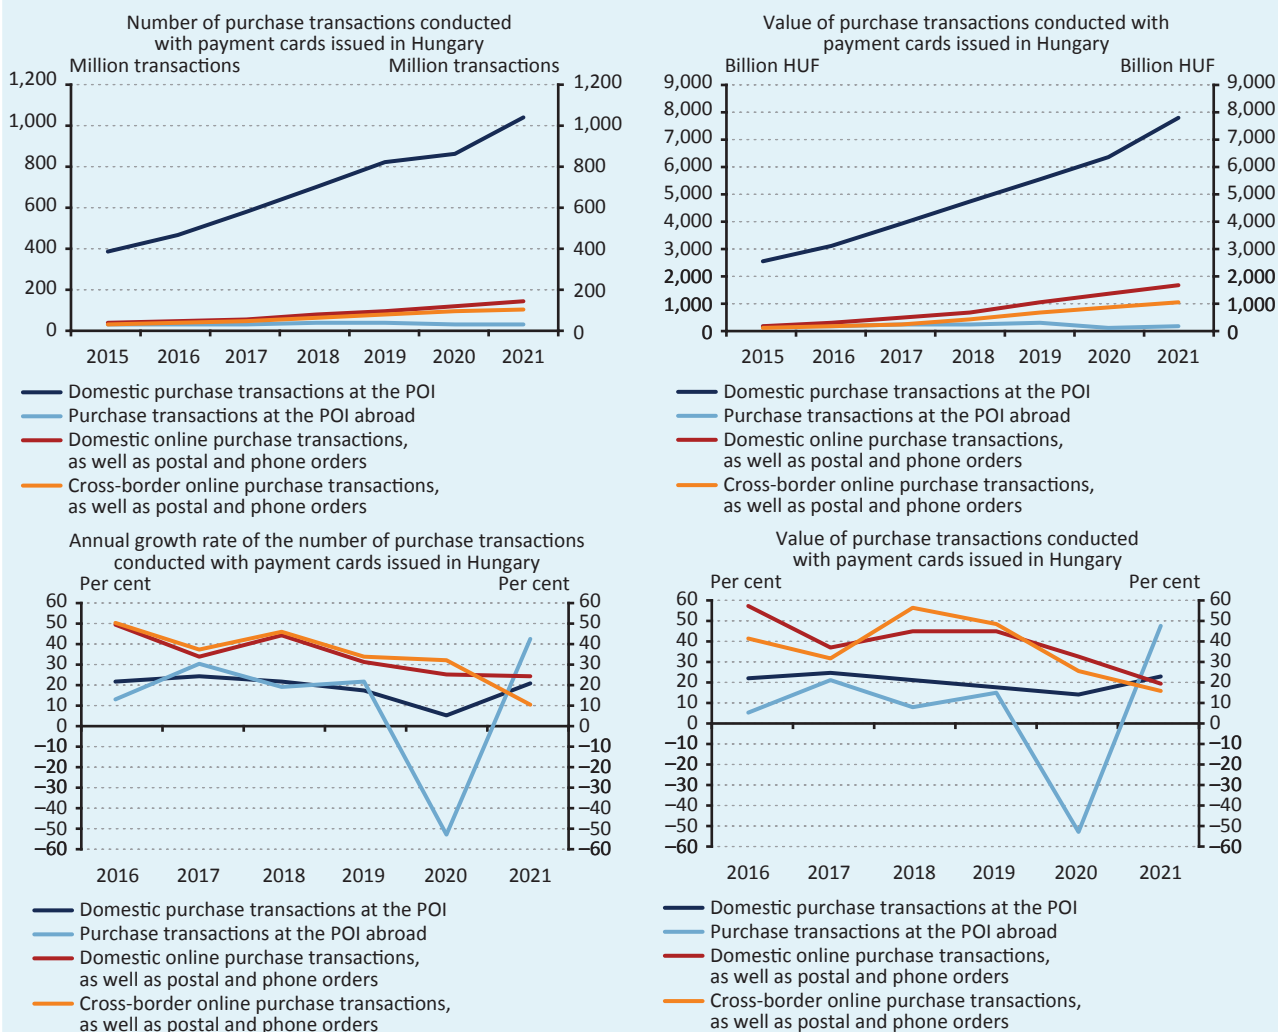 Number of purchase transactions conducted
with payment cards issued in Hungary
Million transactions Million transactions
1,200 1,200
1,000 1,000
800 800
600 600
400 400
200 200
0 0
2015 2016 2017 2018 2019 2020 2021
Domestic purchase transactions at the POI
Purchase transactions at the POI abroad
Domestic online purchase transactions,
as well as postal and phone orders
Cross-border online purchase transactions,
as well as postal and phone orders
Value of purchase transactions conducted with
payment cards issued in Hungary
Billion HUF Billion HUF
9,000 9,000
8,000 8,000
7,000 7,000
6,000 6,000
5,000 5,000
4,000 4,000
3,000 3,000
2,000 2,000
1,000 1,000
0 0
2015 2016 2017 2018 2019 2020 2021
Domestic purchase transactions at the POI
Purchase transactions at the POI abroad
Domestic online purchase transactions,
as well as postal and phone orders
Cross-border online purchase transactions,
as well as postal and phone orders
Annual growth rate of the number of purchase transactions
conducted with payment cards issued in Hungary
Per cent Per cent
60 60
50 50
40 40
30 30
20 20
10 10
0 0
−10 −10
−20 −20
−30 −30
−40 −40
−50 −50
−60 −60
2016 2017 2018 2019 2020 2021
Domestic purchase transactions at the POI
Purchase transactions at the POI abroad
Domestic online purchase transactions,
as well as postal and phone orders
Cross-border online purchase transactions,
as well as postal and phone orders
Value of purchase transactions conducted
with payment cards issued in Hungary
Per cent Per cent
60 60
50 50
40 40
30 30
20 20
10 10
0 0
−10 −10
−20 −20
−30 −30
−40 −40
−50 −50
−60 −60
2016 2017 2018 2019 2020 2021
Domestic purchase transactions at the POI
Purchase transactions at the POI abroad
Domestic online purchase transactions,
as well as postal and phone orders
Cross-border online purchase transactions,
as well as postal and phone orders